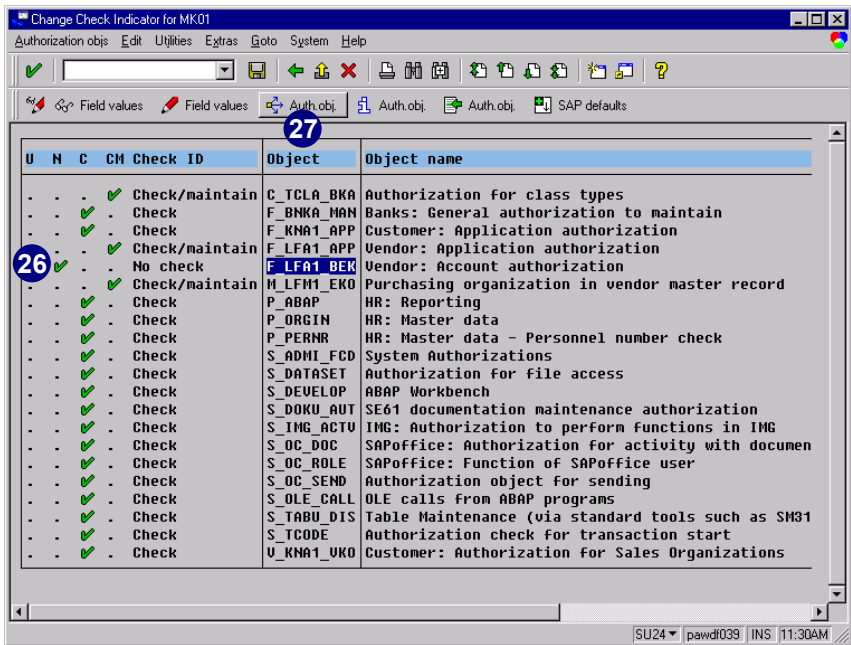 Change Check Indicator for MK01
Authorization objs Edit Utilities Extras Goto System Help
Field values Field values Auth.obj. Auth.obj. Auth.obj. SAP defaults
27
U N C CM Check ID Object Object name
. . . Check/maintain C_TCLA_BKA Authorization for class types
. . . Check F_BNKA_MAN Banks: General authorization to maintain
. . . Check F_KNA1_APP Customer: Application authorization
. . . Check/maintain F_LFA1_APP Vendor: Application authorization
26 . . No check F_LFA1_BEK Vendor: Account authorization
. . . Check/maintain M_LFM1_EKO Purchasing organization in vendor master record
. . . Check P_ABAP HR: Reporting
. . . Check P_ORGIN HR: Master data
. . . Check P_PERNR HR: Master data - Personnel number check
. . . Check S_ADMI_FCD System Authorizations
. . . Check S_DATASET Authorization for file access
. . . Check S_DEVELOP ABAP Workbench
. . . Check S_DOKU_AUT SE61 documentation maintenance authorization
. . . Check S_IMG_ACTV IMG: Authorization to perform functions in IMG
. . . Check S_OC_DOC SAPoffice: Authorization for activity with documen
. . . Check S_OC_ROLE SAPoffice: Function of SAPoffice user
. . . Check S_OC_SEND Authorization object for sending
. . . Check S_OLE_CALL OLE calls from ABAP programs
. . . Check S_TABU_DIS Table Maintenance (via standard tools such as SM31
. . . Check S_TCODE Authorization check for transaction start
. . . Check V_KNA1_VKO Customer: Authorization for Sales Organizations
SU24 pawdf039 INS 11:30AM